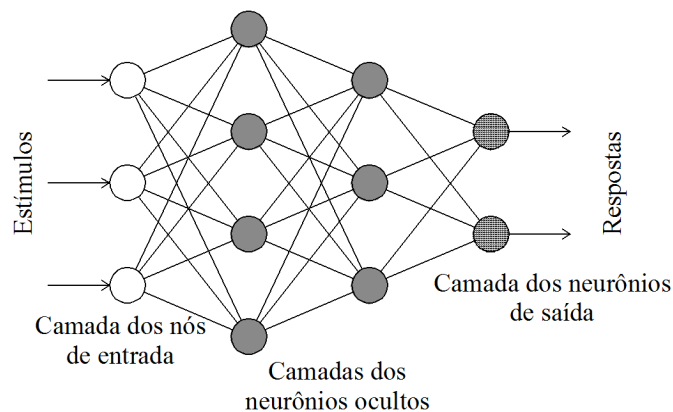 Estímulos
Respostas
Camada dos nós
de entrada
Camadas dos
neurônios ocultos
Camada dos neurônios
de saída